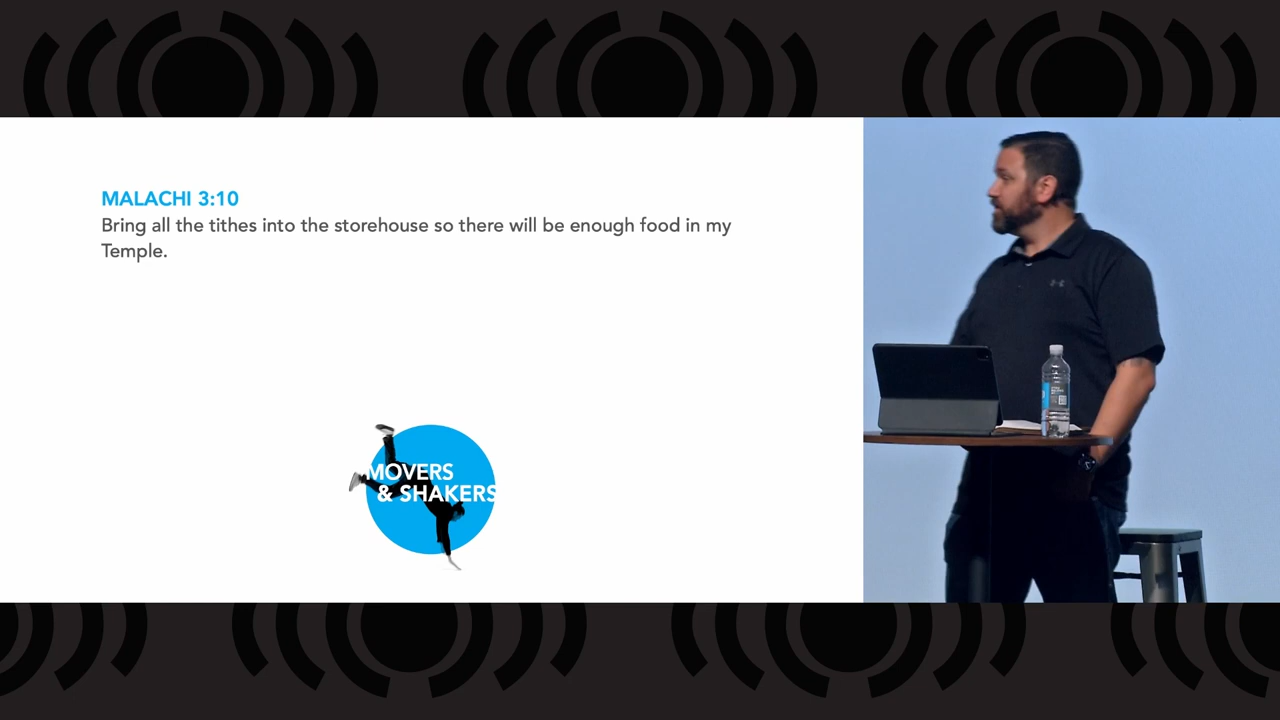 MALACHI 3:10
Bring all the tithes into the storehouse so there will be enough food in my
Temple.
MOVERS
& SHAKERS